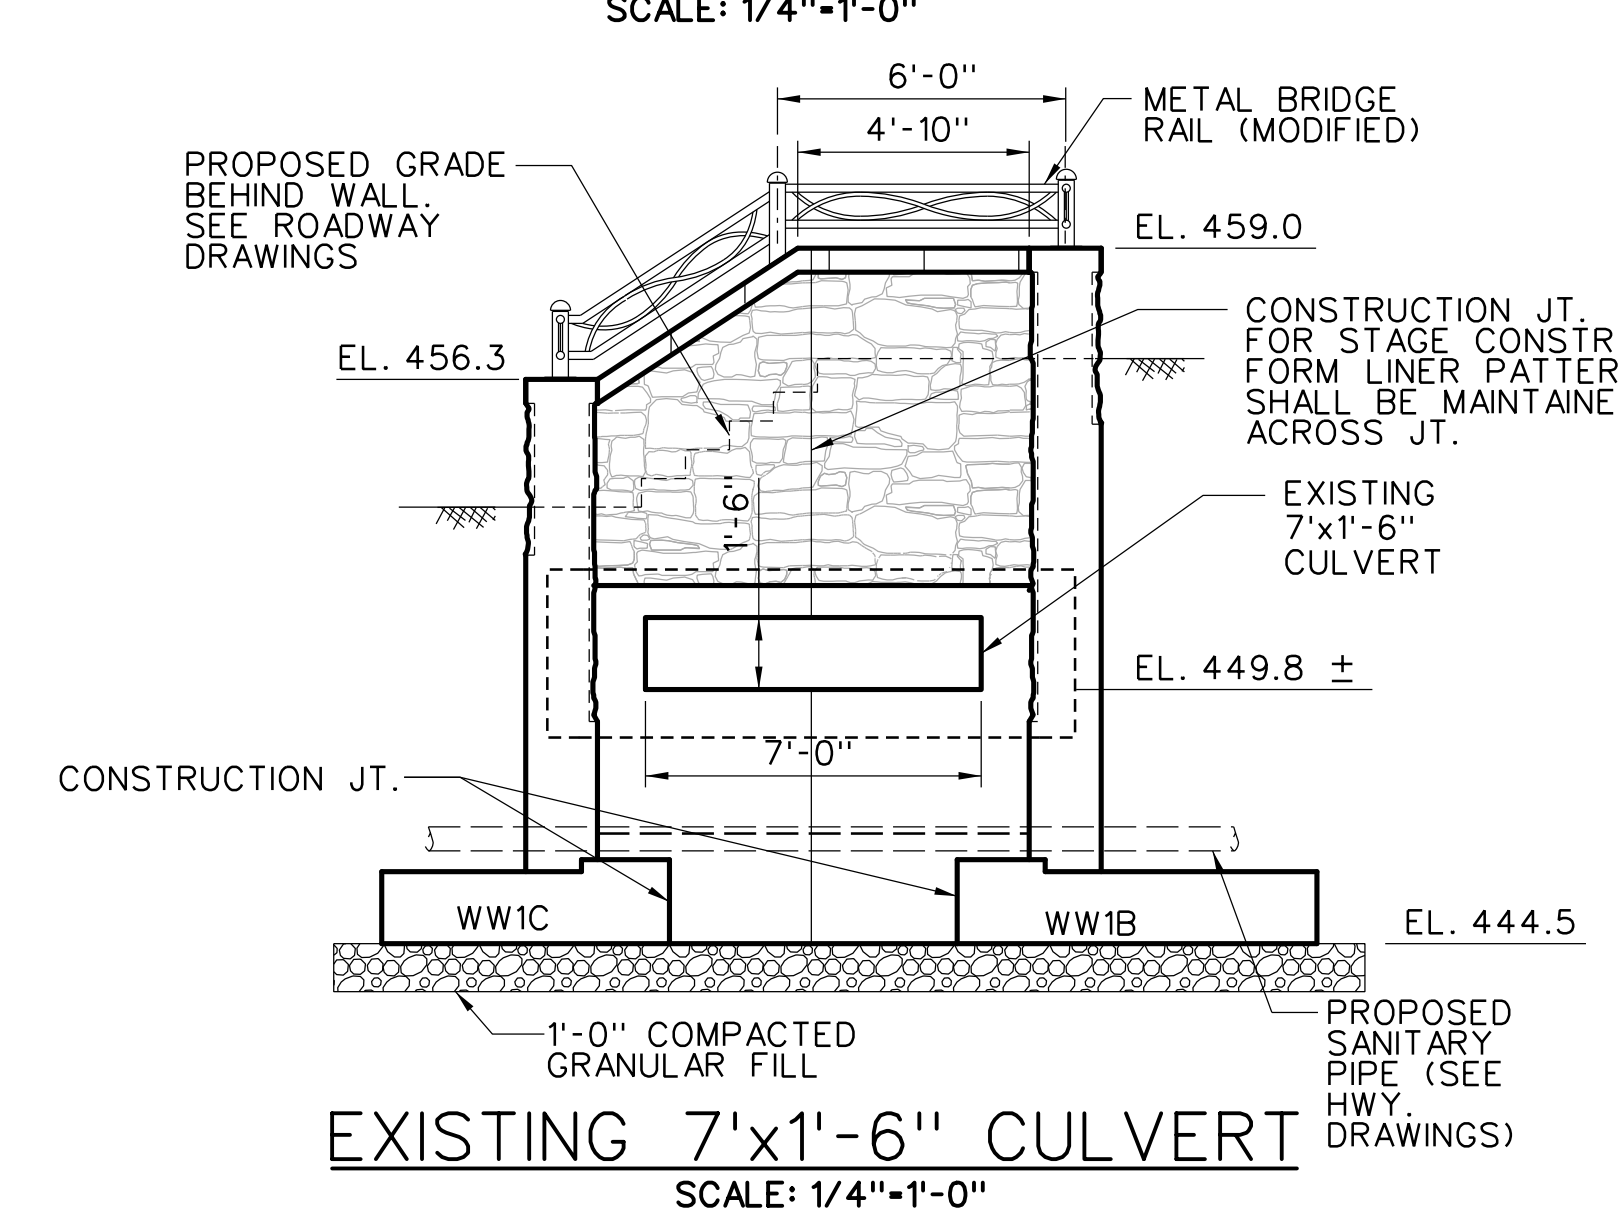 SCALE: 1/4"=1'-0"
6'-0"
4'-10"
METAL BRIDGE
RAIL (MODIFIED)
PROPOSED GRADE
BEHIND WALL.
SEE ROADWAY
DRAWINGS
EL. 459.0
EL. 456.3
CONSTRUCTION JT.
FOR STAGE CONSTR
FORM LINER PATTER
SHALL BE MAINTAINE
ACROSS JT.
1'-6"
EXISTING
7'x1'-6"
CULVERT
EL. 449.8 ±
7'-0"
CONSTRUCTION JT.
WW1C
WW1B
EL. 444.5
1'-0" COMPACTED
GRANULAR FILL
PROPOSED
SANITARY
PIPE (SEE
HWY.
DRAWINGS)
EXISTING 7'x1'-6" CULVERT
SCALE: 1/4"=1'-0"